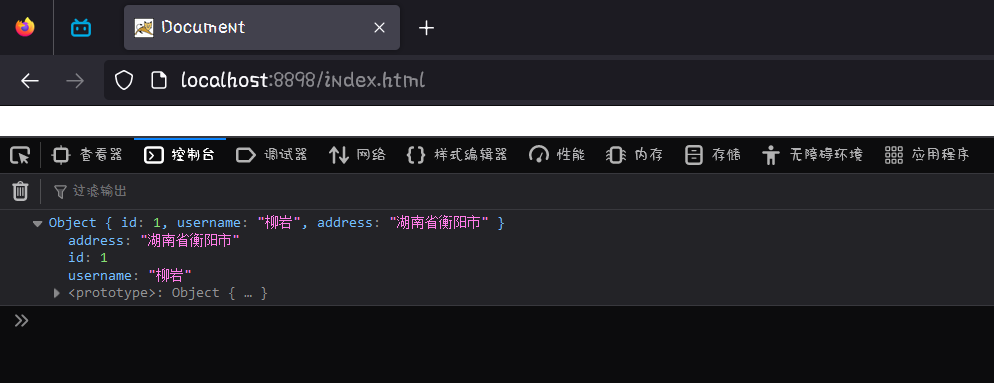 Document
localhost:8898/index.html
查看器 控制台 调试器 网络 样式编辑器 性能 内存 存储 无障碍环境 应用程序
过滤输出
Object { id: 1, username: "柳岩", address: "湖南省衡阳市" }
address: "湖南省衡阳市"
id: 1
username: "柳岩"
<prototype>: Object { … }